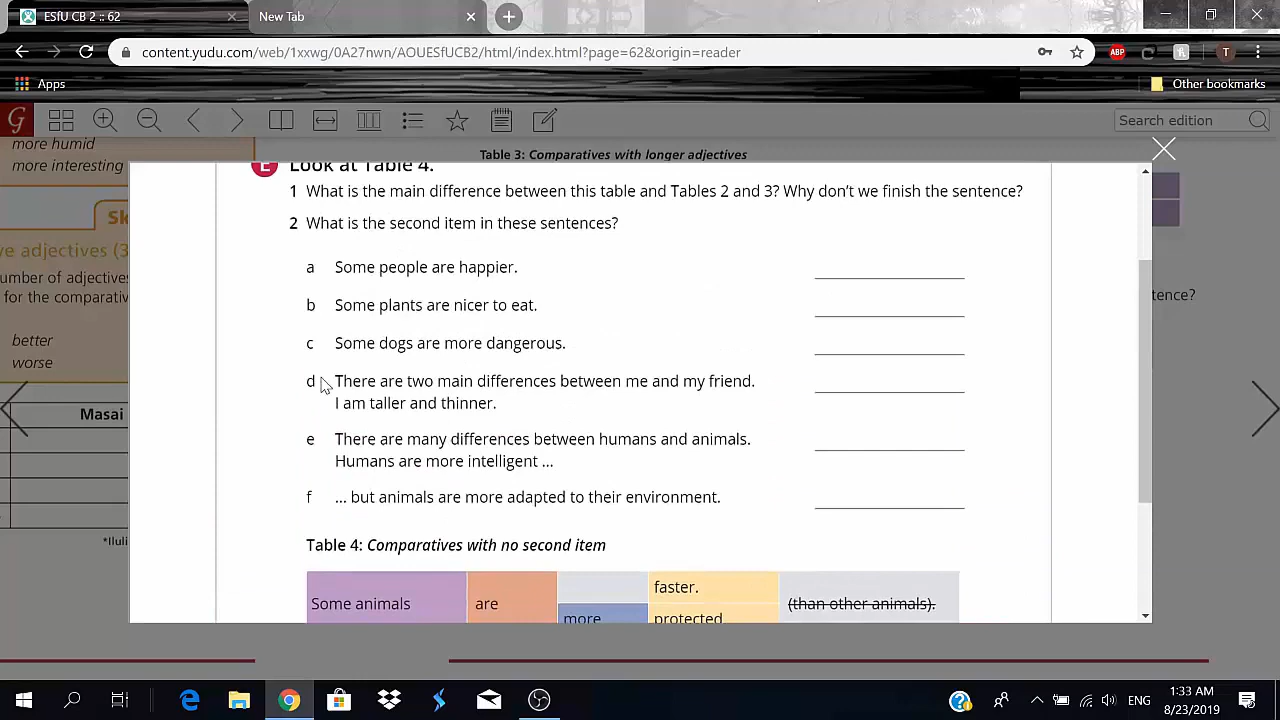 ESfU CB 2 :: 62
New Tab
content.yudu.com/web/1xxwg/0A27nwn/AOUESfUCB2/html/index.html?page=62&origin=reader
ABP
T
Apps
Other bookmarks
G
Search edition
more humid
more interesting
Table 3: Comparatives with longer adjectives
E Look at Table 4.
1 What is the main difference between this table and Tables 2 and 3? Why don't we finish the sentence?
Sk
2 What is the second item in these sentences?
ve adjectives (3
umber of adjectives
for the comparativ
a Some people are happier.
tence?
b Some plants are nicer to eat.
better
worse
c Some dogs are more dangerous.
d There are two main differences between me and my friend.
I am taller and thinner.
Masai
e There are many differences between humans and animals.
Humans are more intelligent ...
f ... but animals are more adapted to their environment.
*Iluli
Table 4: Comparatives with no second item
Some animals are faster. (than other animals).
more protected.
ENG
1:33 AM
8/23/2019